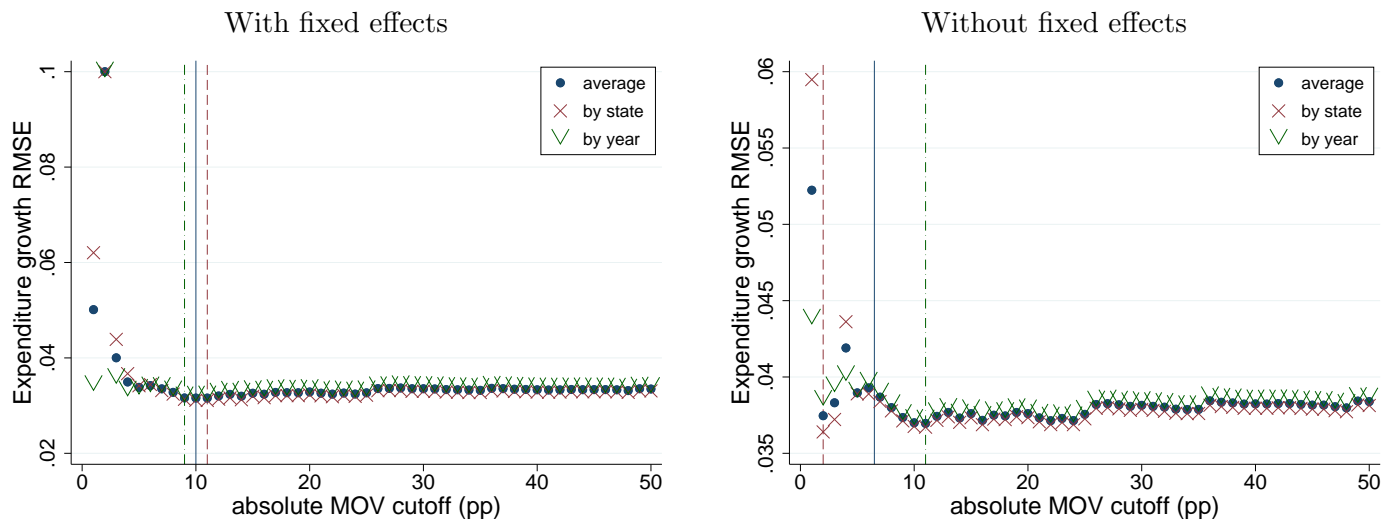 With fixed effects
Expenditure growth RMSE
.02 .04 .06 .08 .1
0 10 20 30 40 50
absolute MOV cutoff (pp)
average
by state
by year
Without fixed effects
Expenditure growth RMSE
.035 .04 .045 .05 .055 .06
0 10 20 30 40 50
absolute MOV cutoff (pp)
average
by state
by year